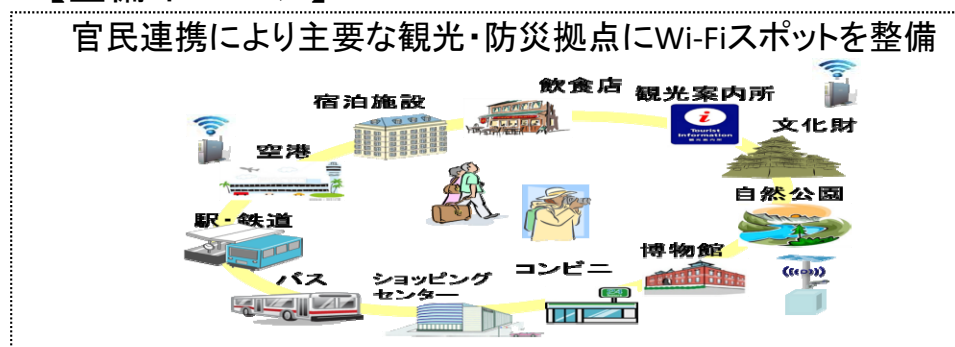 官民連携により主要な観光・防災拠点にWi-Fiスポットを整備
飲食店
宿泊施設
観光案内所
Tourist
Information
文化財
空港
自然公園
駅・鉄道
博物館
コンビニ
バス
ショッピング
センター